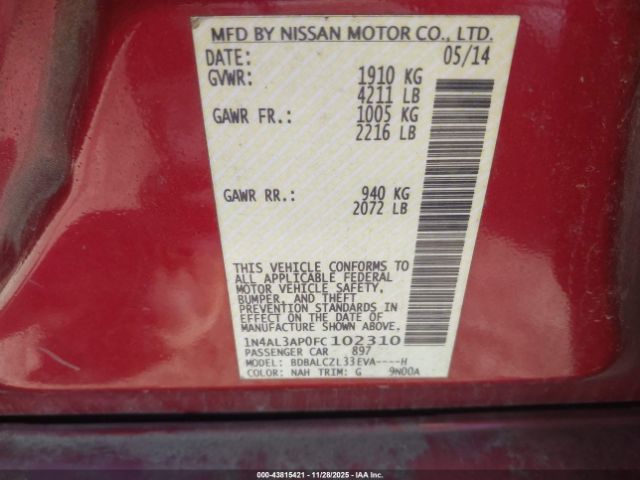 MFD BY NISSAN MOTOR CO., LTD.
DATE: 05/14
GVWR: 1910 KG
4211 LB
GAWR FR.: 1005 KG
2216 LB
GAWR RR.: 940 KG
2072 LB
THIS VEHICLE CONFORMS TO
ALL APPLICABLE FEDERAL
MOTOR VEHICLE SAFETY,
BUMPER, AND THEFT
PREVENTION STANDARDS IN
EFFECT ON THE DATE OF
MANUFACTURE SHOWN ABOVE.
1N4AL3AP0FC102310
PASSENGER CAR 897
MODEL: BDBALCZL33EVA----H
COLOR: NAH TRIM: G 9N00A
000-43815421 - 11/28/2025 - IAA Inc.